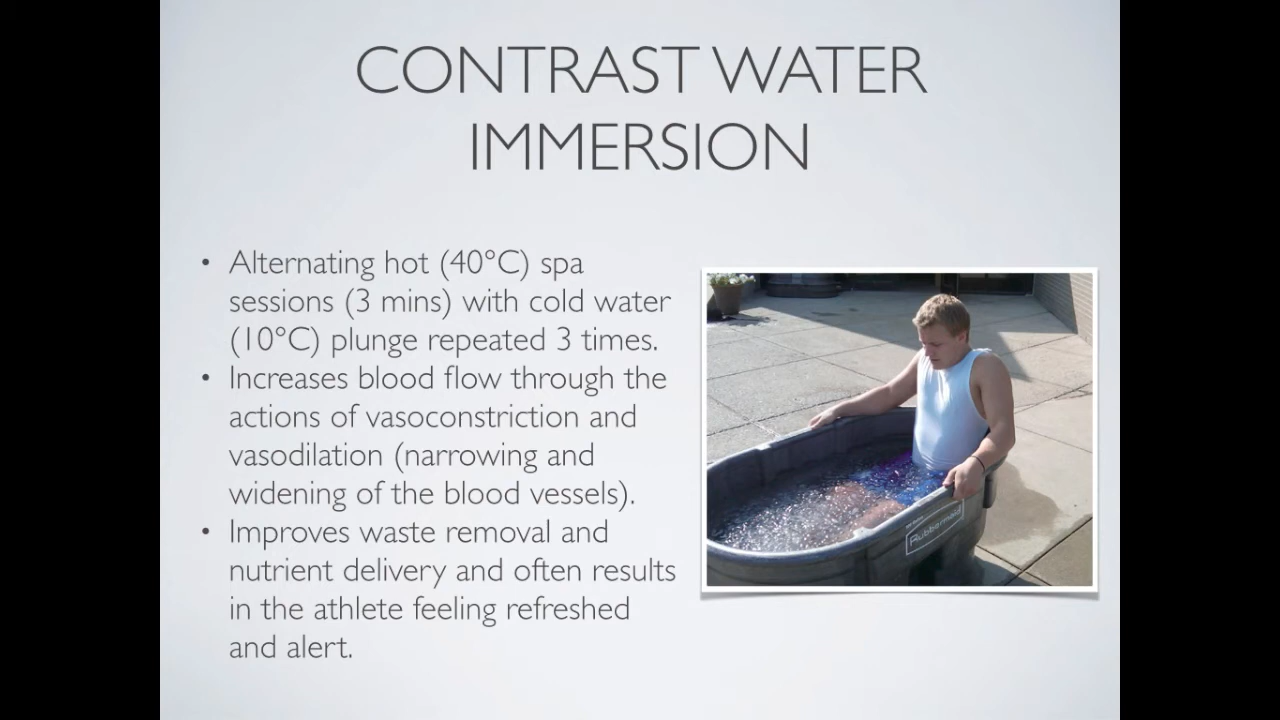 CONTRAST WATER
IMMERSION
• Alternating hot (40°C) spa
sessions (3 mins) with cold water
(10°C) plunge repeated 3 times.
• Increases blood flow through the
actions of vasoconstriction and
vasodilation (narrowing and
widening of the blood vessels).
• Improves waste removal and
nutrient delivery and often results
in the athlete feeling refreshed
and alert.
Rubbermaid